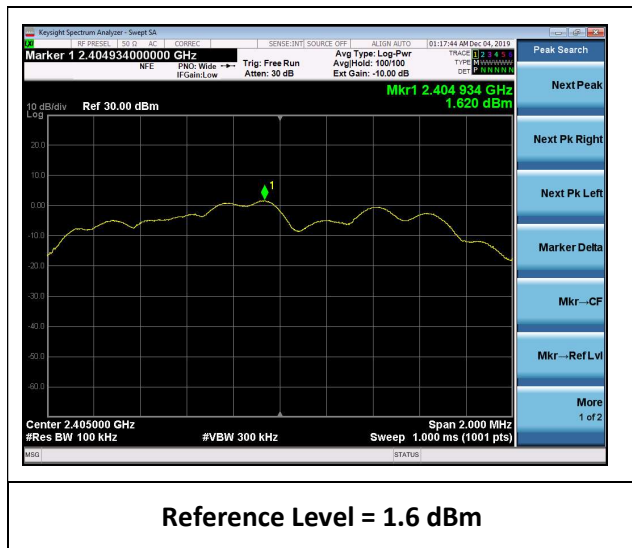 Keysight Spectrum Analyzer - Swept SA
RF PRESEL 50 Ω AC CORREC SENSE:INT SOURCE OFF ALIGN AUTO 01:17:44 AM Dec 04, 2019
Marker 1 2.404934000000 GHz
NFE PNO: Wide IFGain:Low
Trig: Free Run
Atten: 30 dB
Avg Type: Log-Pwr
Avg|Hold: 100/100
Ext Gain: -10.00 dB
TRACE 1 2 3 4 5 6
TYPE M
DET P N N N N N
Peak Search
Mkr1 2.404 934 GHz
1.620 dBm
10 dB/div Ref 30.00 dBm
Log
20.0
10.0
0.00
-10.0
-20.0
-30.0
-40.0
-50.0
-60.0
1
Center 2.405000 GHz Span 2.000 MHz
#Res BW 100 kHz #VBW 300 kHz Sweep 1.000 ms (1001 pts)
MSG STATUS
Next Peak
Next Pk Right
Next Pk Left
Marker Delta
Mkr→CF
Mkr→Ref Lvl
More
1 of 2
Reference Level = 1.6 dBm